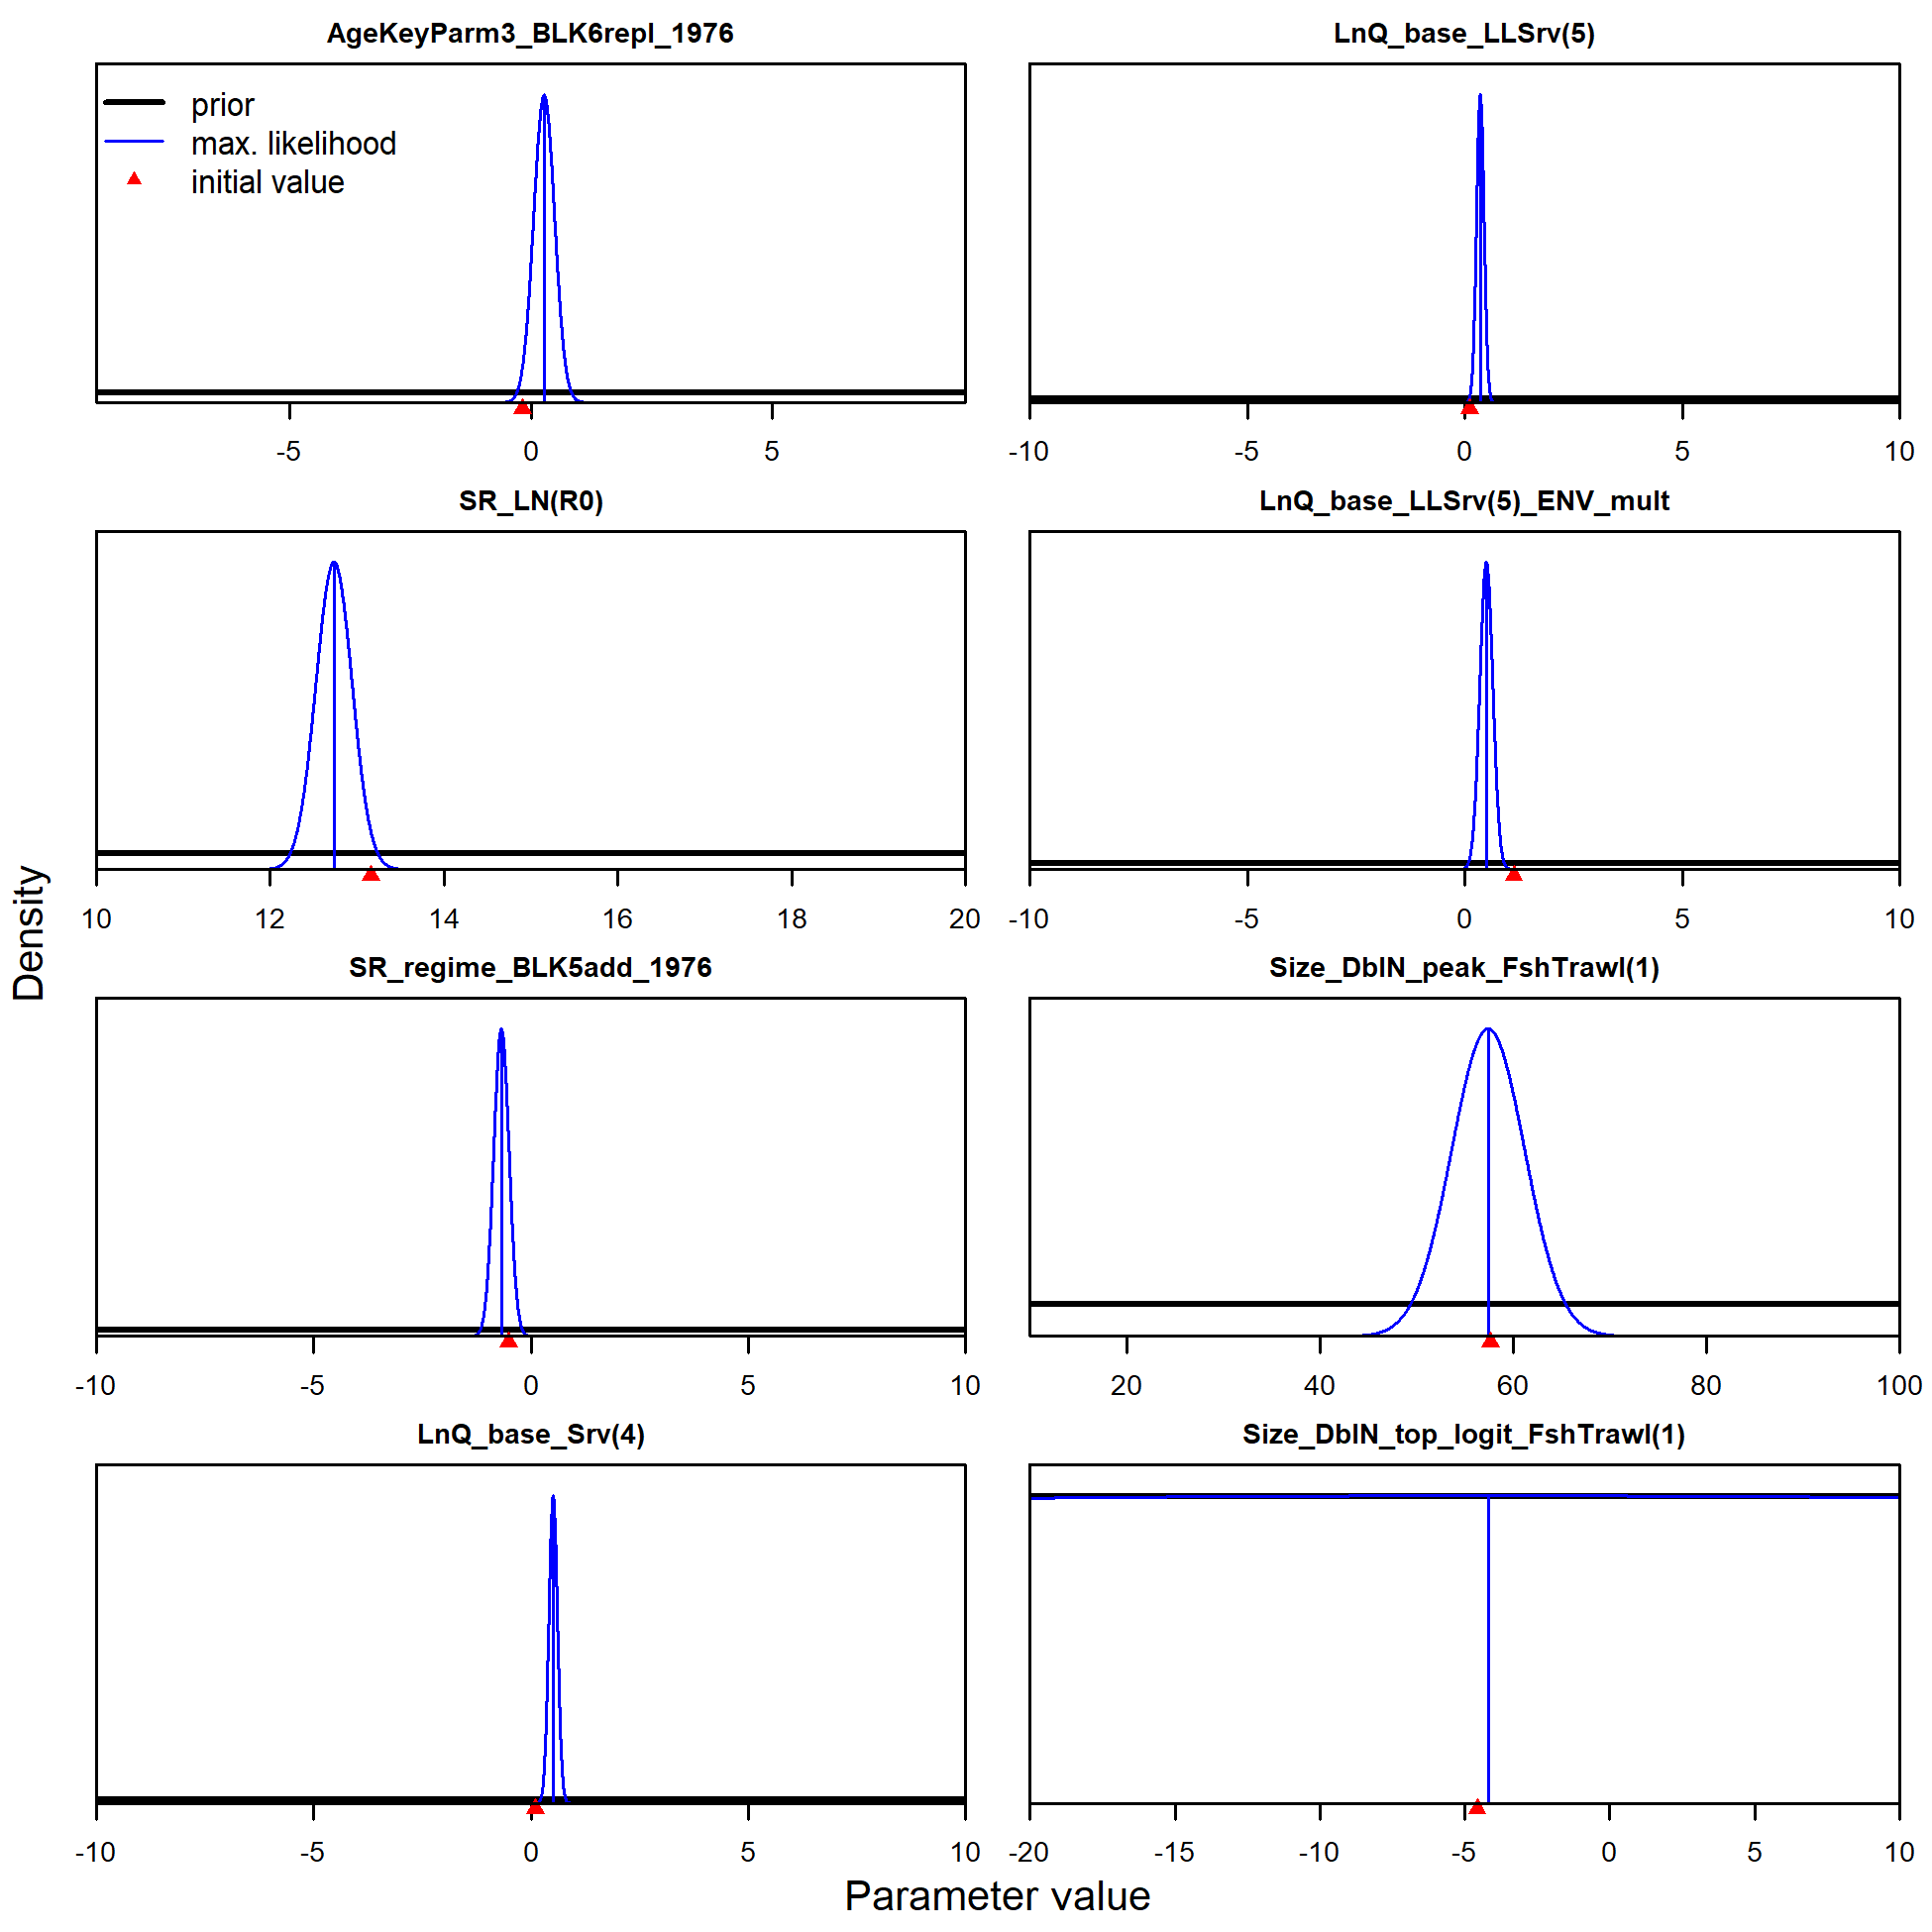 AgeKeyParm3_BLK6repl_1976
prior
max. likelihood
initial value
-5 0 5
LnQ_base_LLSrv(5)
-10 -5 0 5 10
SR_LN(R0)
10 12 14 16 18 20
LnQ_base_LLSrv(5)_ENV_mult
-10 -5 0 5 10
SR_regime_BLK5add_1976
-10 -5 0 5 10
Size_DblN_peak_FshTrawl(1)
20 40 60 80 100
LnQ_base_Srv(4)
-10 -5 0 5 10
Size_DblN_top_logit_FshTrawl(1)
-20 -15 -10 -5 0 5 10
Density
Parameter value